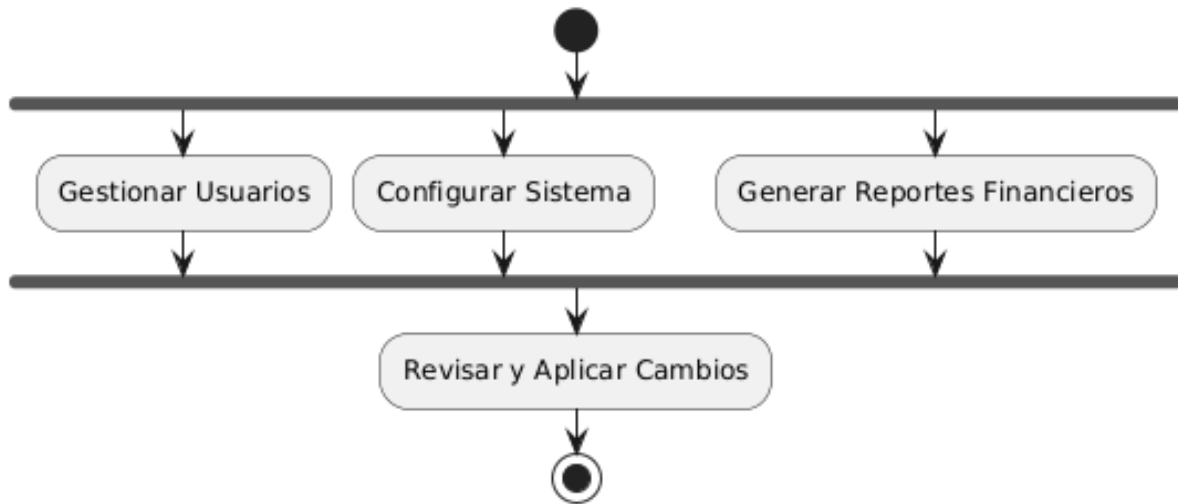 Gestionar Usuarios
Configurar Sistema
Generar Reportes Financieros
Revisar y Aplicar Cambios